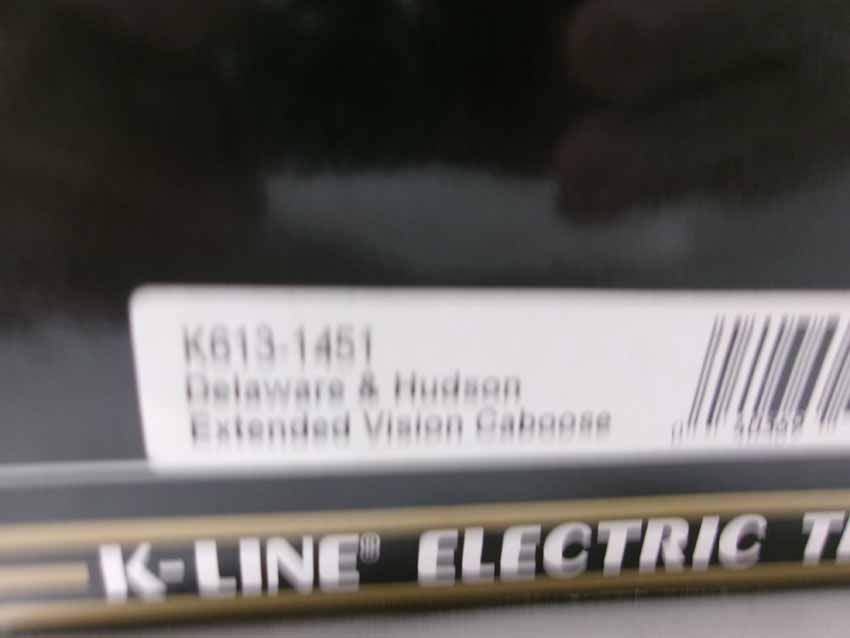 K613-1451
Delaware & Hudson
Extended Vision Caboose
K-LINE® ELECTRIC